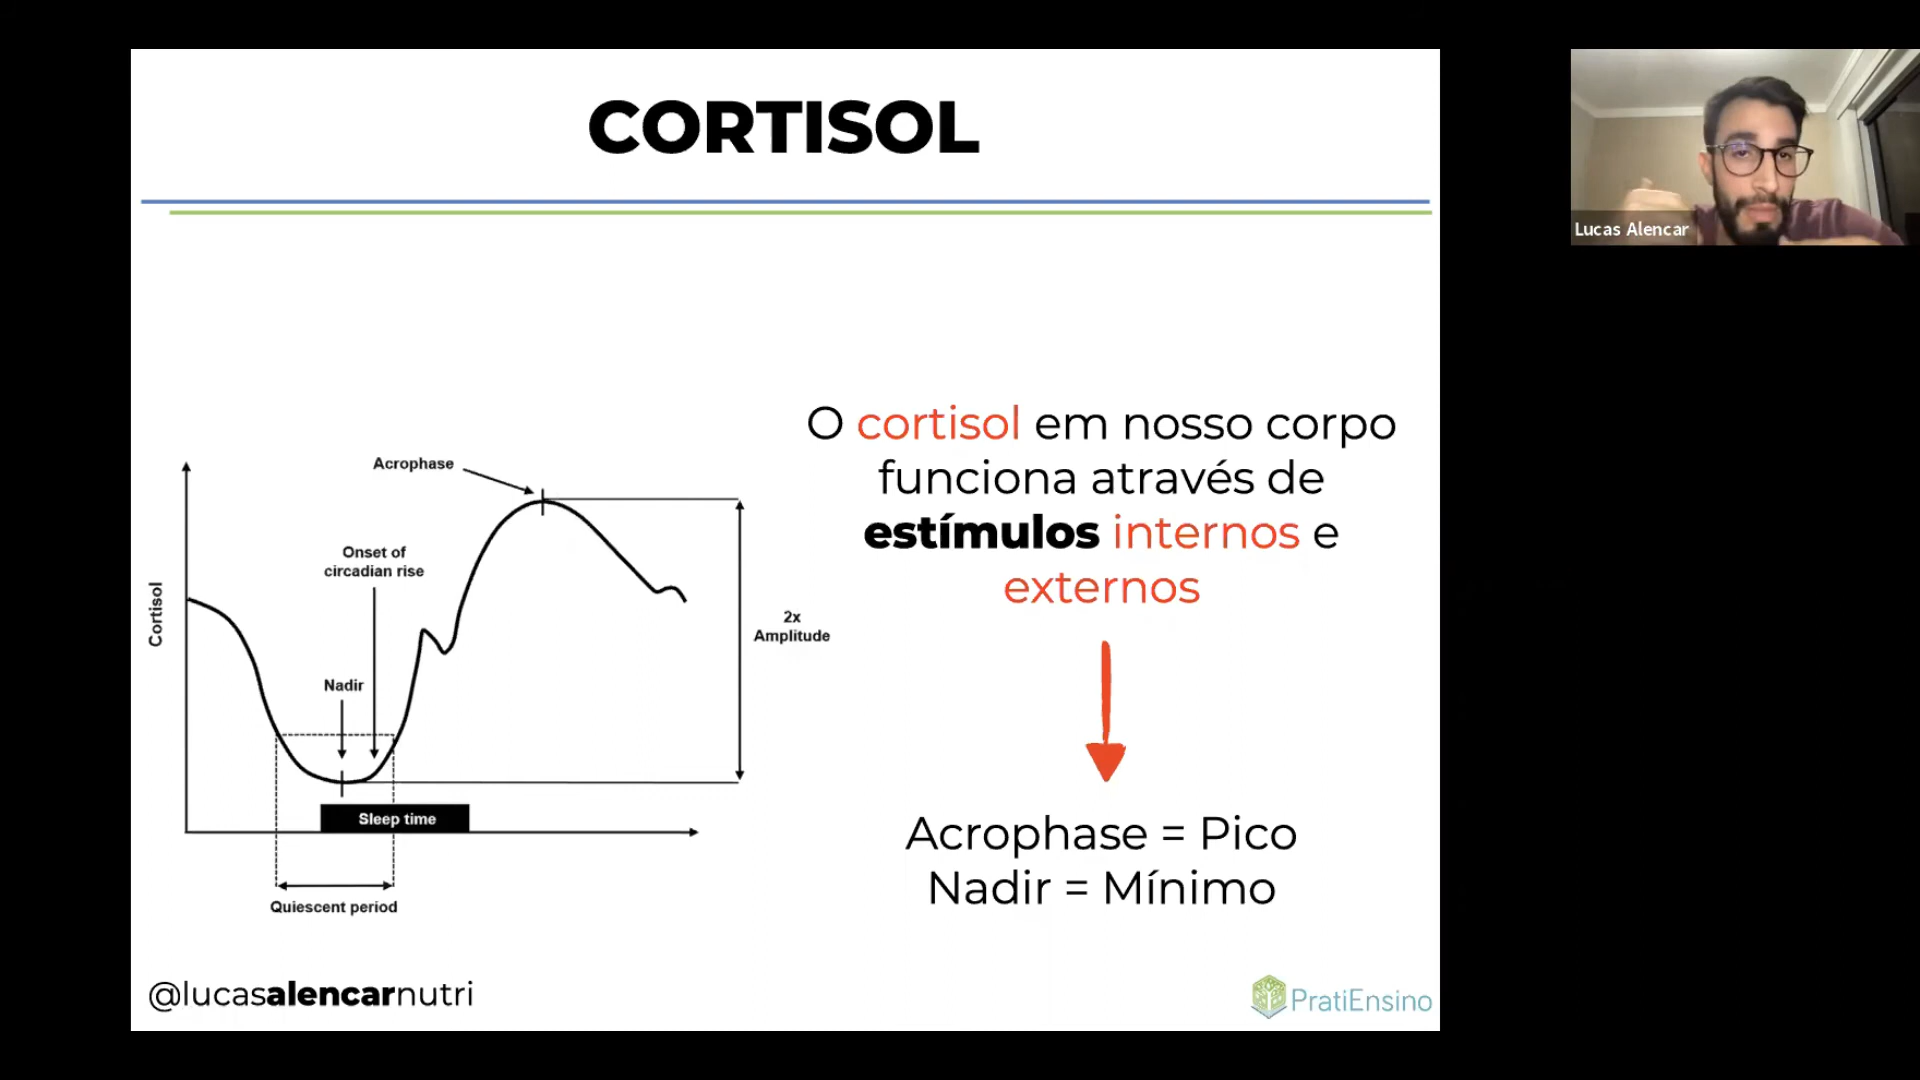 CORTISOL
Lucas Alencar
O cortisol em nosso corpo
funciona através de
estímulos internos e
externos
Acrophase
Onset of
circadian rise
Cortisol
2x
Amplitude
Nadir
Sleep time
Quiescent period
Acrophase = Pico
Nadir = Mínimo
@lucasalencarnutri
PratiEnsino